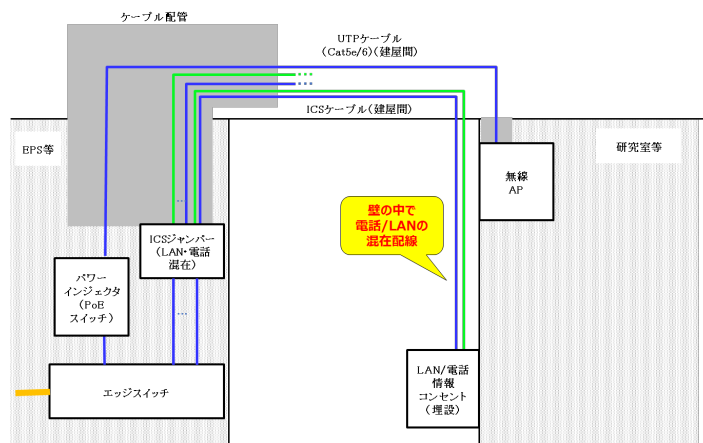 ケーブル配管
UTPケーブル
(Cat5e/6)(建屋間)
ICSケーブル(建屋間)
EPS等
研究室等
無線
AP
壁の中で
電話/LANの
混在配線
ICSジャンパー
(LAN・電話
混在)
パワー
インジェクタ
(PoE
スイッチ)
LAN/電話
情報
コンセント
(埋設)
エッジスイッチ